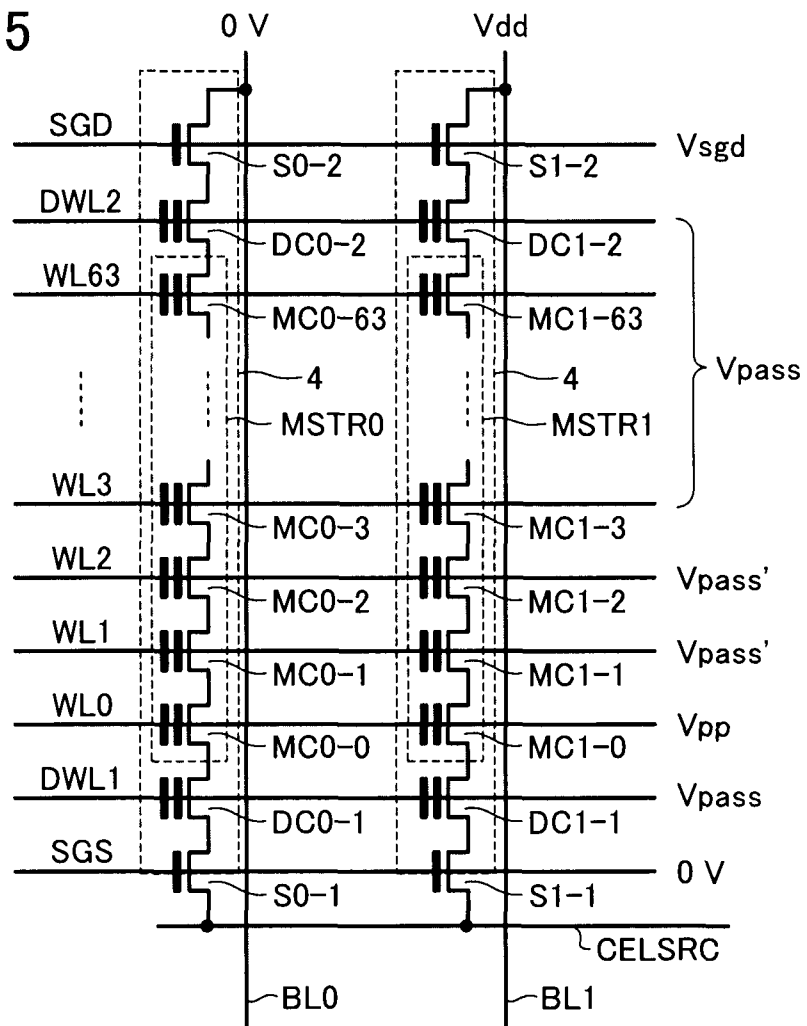 5
0 V Vdd
SGD Vsgd
S0-2 S1-2
DWL2
DC0-2 DC1-2
WL63
MC0-63 MC1-63
4 4 Vpass
MSTR0 MSTR1
WL3
MC0-3 MC1-3
WL2 Vpass'
MC0-2 MC1-2
WL1 Vpass'
MC0-1 MC1-1
WL0 Vpp
MC0-0 MC1-0
DWL1 Vpass
DC0-1 DC1-1
SGS 0 V
S0-1 S1-1
CELSRC
BL0 BL1